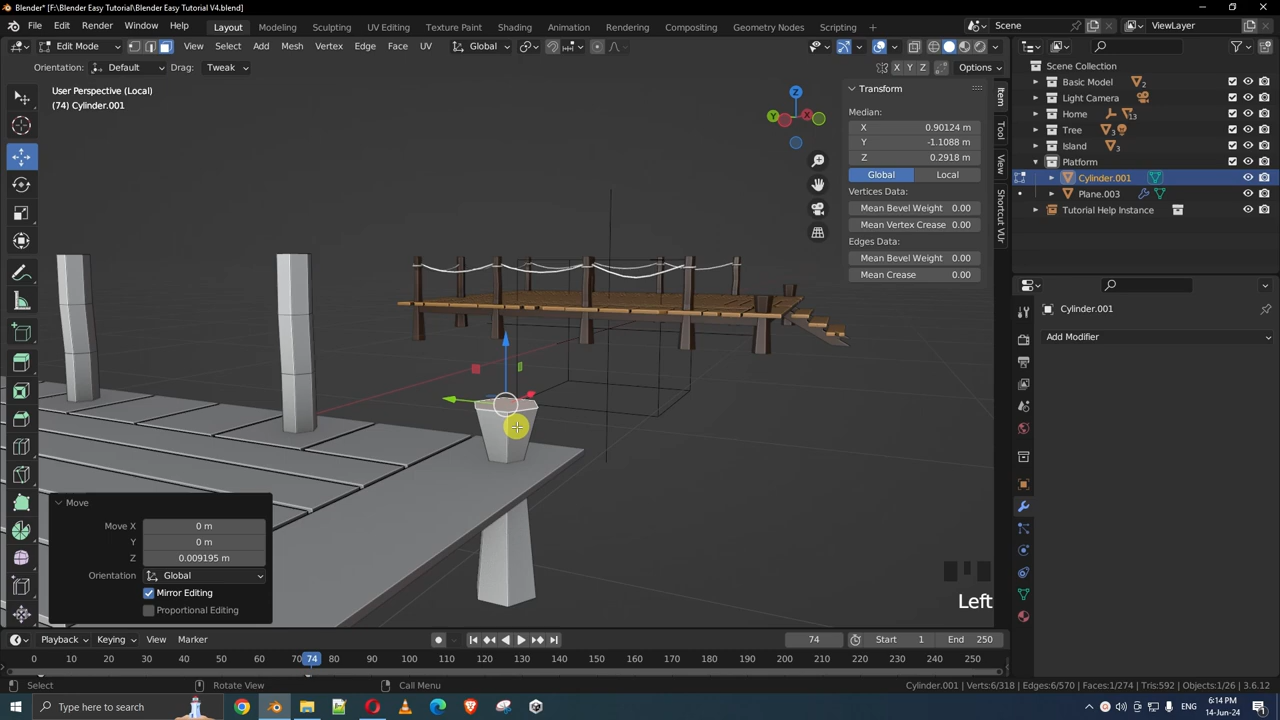 Blender* [F:\Blender Easy Tutorial\Blender Easy Tutorial V4.blend]
File Edit Render Window Help Layout Modeling Sculpting UV Editing Texture Paint Shading Animation Rendering Compositing Geometry Nodes Scripting Scene ViewLayer
Edit Mode View Select Add Mesh Vertex Edge Face UV Global
Orientation: Default Drag: Tweak X Y Z Options
User Perspective (Local)
(74) Cylinder.001
Z
Y
X
Transform
Median:
X 0.90124 m
Y -1.1088 m
Z 0.2918 m
Global Local
Vertices Data:
Mean Bevel Weight 0.00
Mean Vertex Crease 0.00
Edges Data:
Mean Bevel Weight 0.00
Mean Crease 0.00
Item
Tool
View
Shortcut VUr
Scene Collection
Basic Model 2
Light Camera
Home 13
Tree 3
Island 3
Platform
Cylinder.001
Plane.003
Tutorial Help Instance
Cylinder.001
Add Modifier
Move
Move X 0 m
Y 0 m
Z 0.009195 m
Orientation Global
Mirror Editing
Proportional Editing
Left
Playback Keying View Marker 74 Start 1 End 250
0 10 20 30 40 50 60 70 74 80 90 100 110 120 130 140 150 160 170 180 190 200 210 220 230 240 250
Select Rotate View Call Menu Cylinder.001 | Verts:6/318 | Edges:6/570 | Faces:1/274 | Tris:592 | Objects:1/26 | 3.6.12
Type here to search
6:14 PM
14-Jun-24